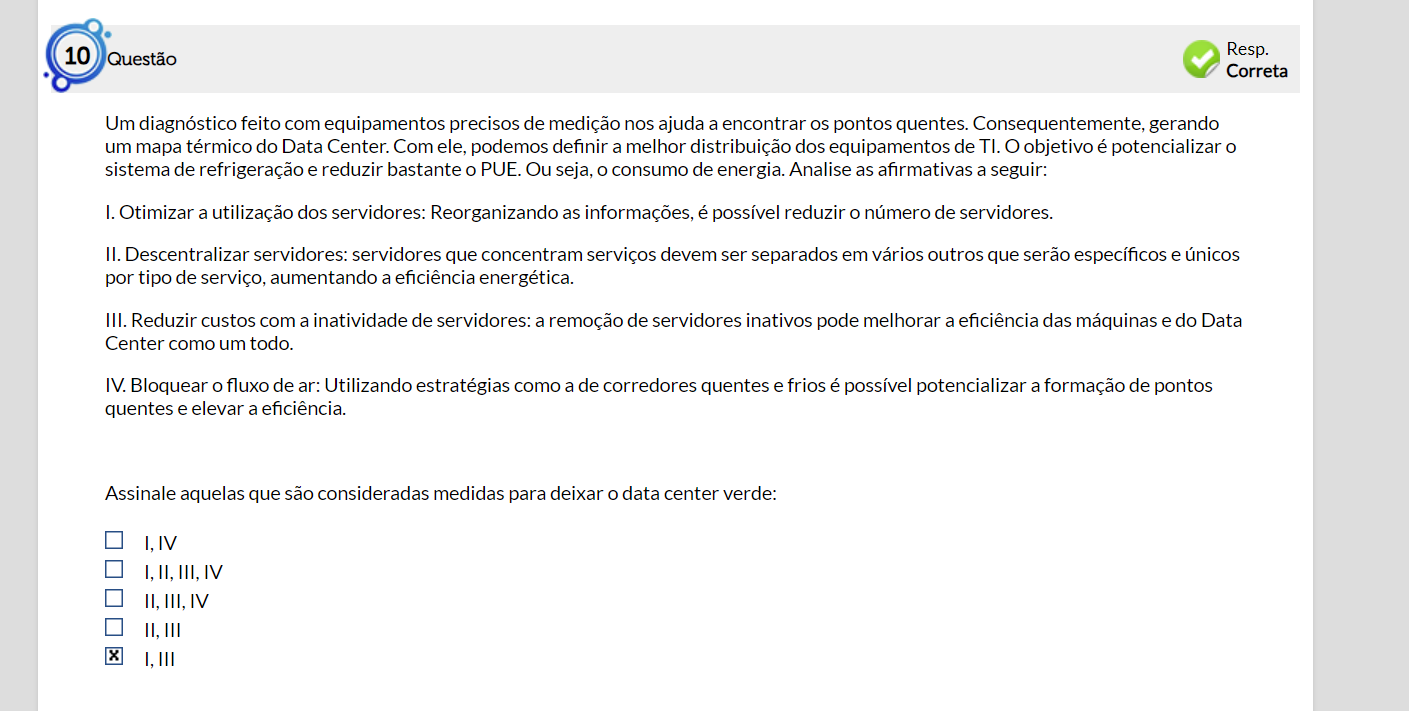 10 Questão
Resp.
Correta
Um diagnóstico feito com equipamentos precisos de medição nos ajuda a encontrar os pontos quentes. Consequentemente, gerando
um mapa térmico do Data Center. Com ele, podemos definir a melhor distribuição dos equipamentos de TI. O objetivo é potencializar o
sistema de refrigeração e reduzir bastante o PUE. Ou seja, o consumo de energia. Analise as afirmativas a seguir:
I. Otimizar a utilização dos servidores: Reorganizando as informações, é possível reduzir o número de servidores.
II. Descentralizar servidores: servidores que concentram serviços devem ser separados em vários outros que serão específicos e únicos
por tipo de serviço, aumentando a eficiência energética.
III. Reduzir custos com a inatividade de servidores: a remoção de servidores inativos pode melhorar a eficiência das máquinas e do Data
Center como um todo.
IV. Bloquear o fluxo de ar: Utilizando estratégias como a de corredores quentes e frios é possível potencializar a formação de pontos
quentes e elevar a eficiência.
Assinale aquelas que são consideradas medidas para deixar o data center verde:
I, IV
I, II, III, IV
II, III, IV
II, III
I, III